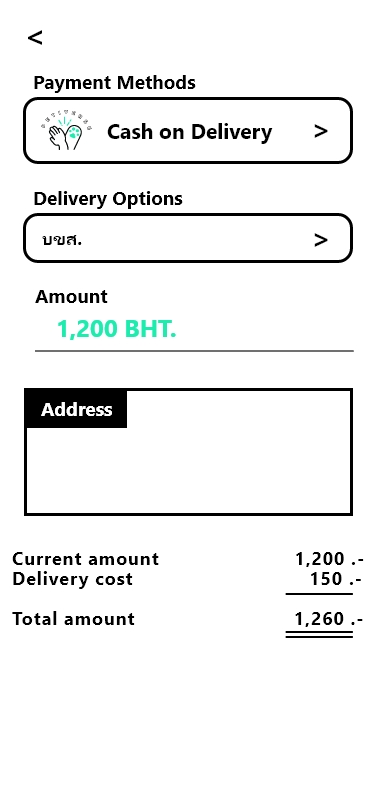 <
Payment Methods
Cash on Delivery >
Delivery Options
บขส. >
Amount
1,200 BHT.
Address
Current amount 1,200 .-
Delivery cost 150 .-
Total amount 1,260 .-